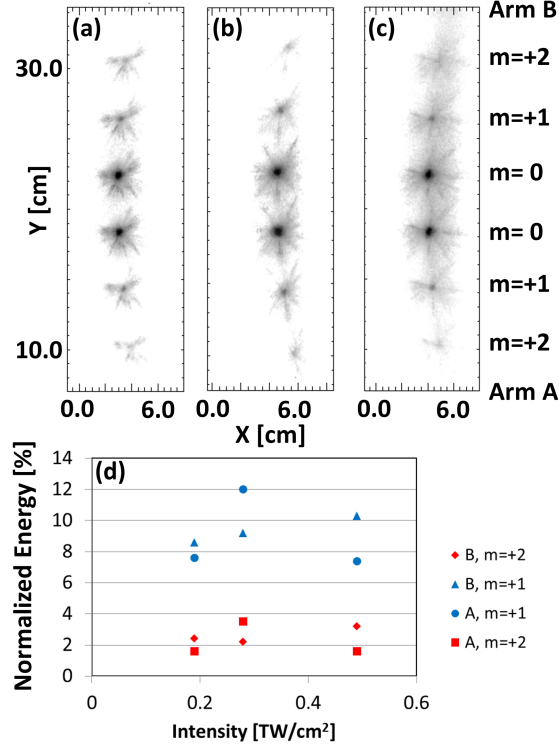 (a) (b) (c) Arm B
30.0 m=+2
m=+1
m= 0
Y [cm]
m= 0
m=+1
10.0 m=+2
Arm A
0.0 6.0 0.0 6.0 0.0 6.0
X [cm]
(d)
Normalized Energy [%]
14
12
10
8
6
4
2
0
0 0.2 0.4 0.6
Intensity [TW/cm²]
B, m=+2
B, m=+1
A, m=+1
A, m=+2